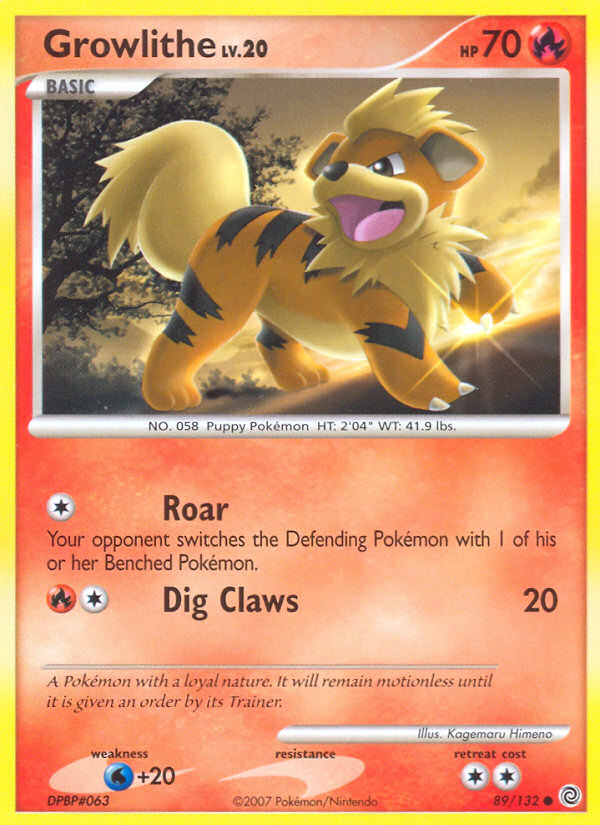 Growlithe LV.20
HP 70
BASIC
NO. 058 Puppy Pokémon HT: 2'04" WT: 41.9 lbs.
Roar
Your opponent switches the Defending Pokémon with 1 of his
or her Benched Pokémon.
Dig Claws 20
A Pokémon with a loyal nature. It will remain motionless until
it is given an order by its Trainer.
Illus. Kagemaru Himeno
weakness resistance retreat cost
+20
DPBP#063 ©2007 Pokémon/Nintendo 89/132